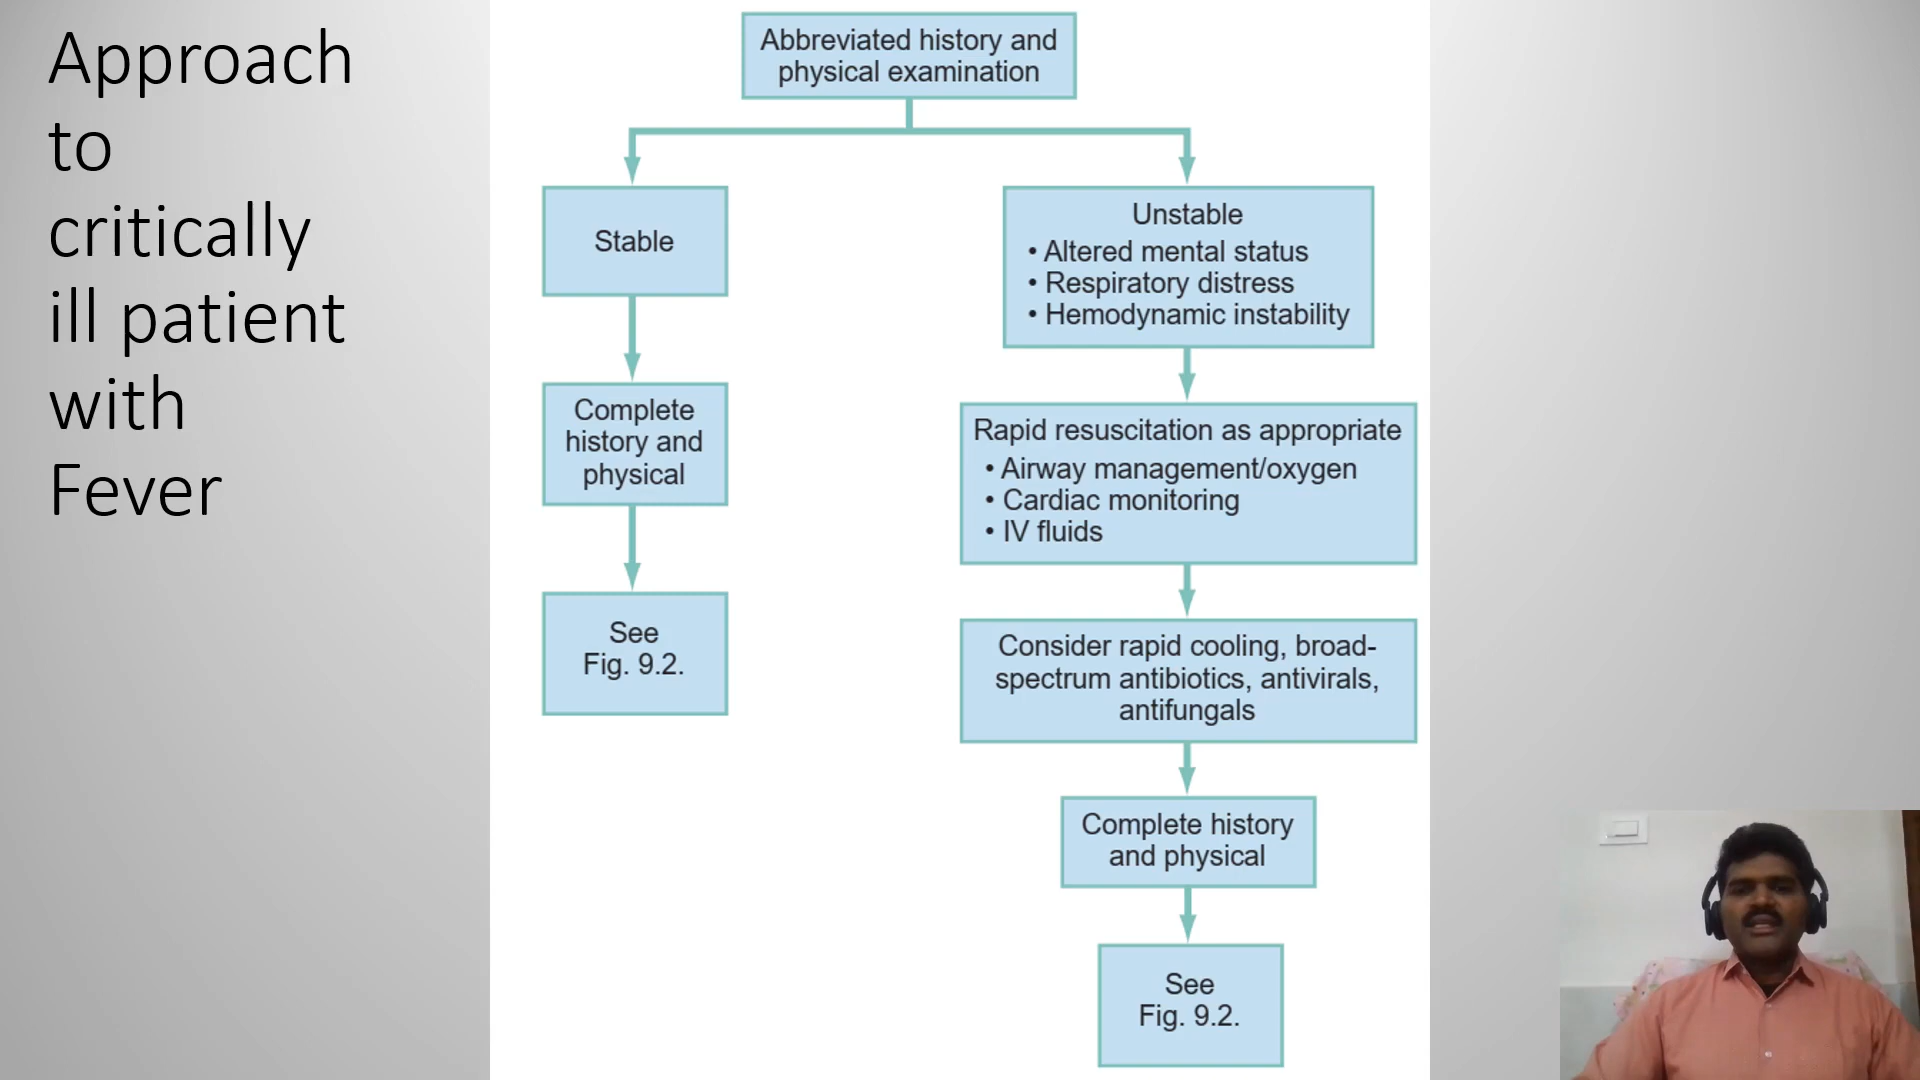 Approach
to
critically
ill patient
with
Fever
Abbreviated history and
physical examination
Stable
Complete
history and
physical
See
Fig. 9.2.
Unstable
• Altered mental status
• Respiratory distress
• Hemodynamic instability
Rapid resuscitation as appropriate
• Airway management/oxygen
• Cardiac monitoring
• IV fluids
Consider rapid cooling, broad-
spectrum antibiotics, antivirals,
antifungals
Complete history
and physical
See
Fig. 9.2.